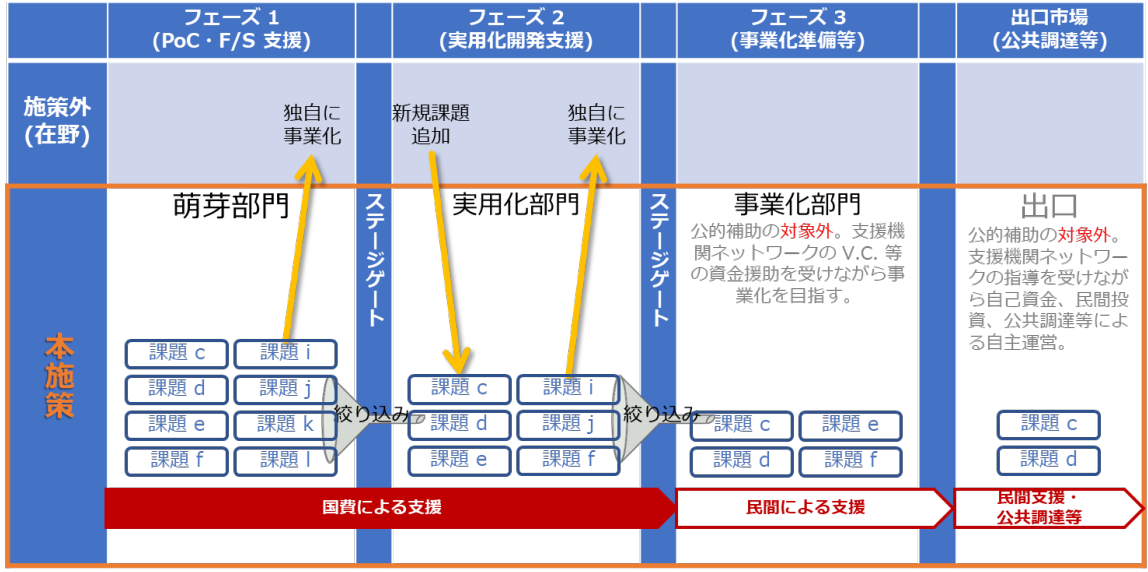 フェーズ 1
(PoC・F/S 支援)
フェーズ 2
(実用化開発支援)
フェーズ 3
(事業化準備等)
出口市場
(公共調達等)
施策外
(在野)
独自に
事業化
新規課題
追加
独自に
事業化
本施策
萌芽部門
ステージゲート
実用化部門
ステージゲート
事業化部門
公的補助の対象外。支援機
関ネットワークの V.C. 等
の資金援助を受けながら事
業化を目指す。
出口
公的補助の対象外。
支援機関ネットワー
クの指導を受けなが
ら自己資金、民間投
資、公共調達等によ
る自主運営。
課題 c
課題 i
課題 d
課題 j
課題 e
課題 k
課題 f
課題 l
絞り込み
課題 c
課題 i
課題 d
課題 j
課題 e
課題 f
絞り込み
課題 c
課題 e
課題 d
課題 f
課題 c
課題 d
国費による支援
民間による支援
民間支援・
公共調達等